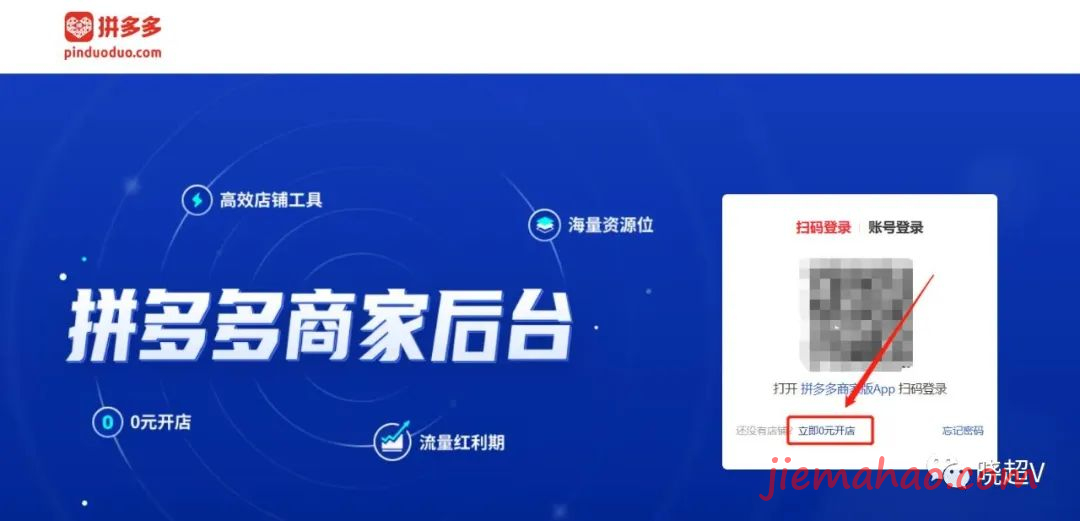 拼多多
pinduoduo.com
高效店铺工具
海量资源位
扫码登录 账号登录
拼多多商家后台
打开 拼多多商家版App 扫码登录
0元开店
还没有店铺? 立即0元开店 忘记密码
流量红利期
晓超V
jiemahao.com